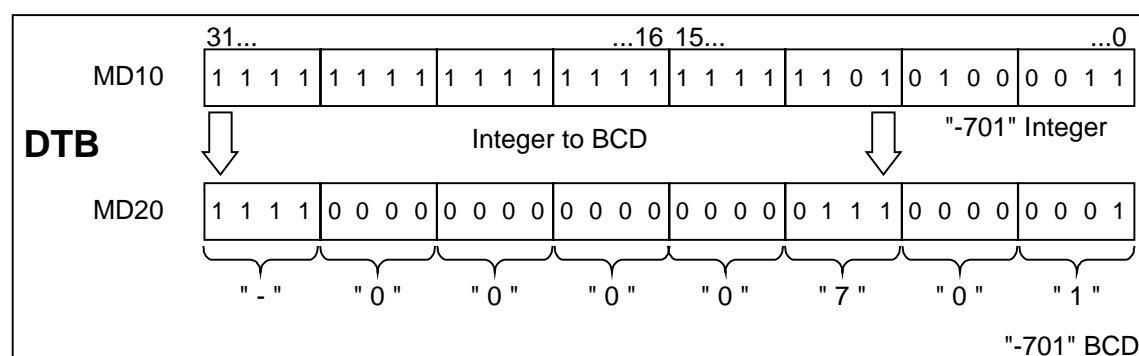 31... ...16 15... ...0
MD10 1 1 1 1 1 1 1 1 1 1 1 1 1 1 1 1 1 1 1 1 1 1 0 1 0 1 0 0 0 0 1 1
DTB Integer to BCD "-701" Integer
MD20 1 1 1 1 0 0 0 0 0 0 0 0 0 0 0 0 0 0 0 0 0 1 1 1 0 0 0 0 0 0 0 1
" - " " 0 " " 0 " " 0 " " 0 " " 7 " " 0 " " 1 "
"-701" BCD